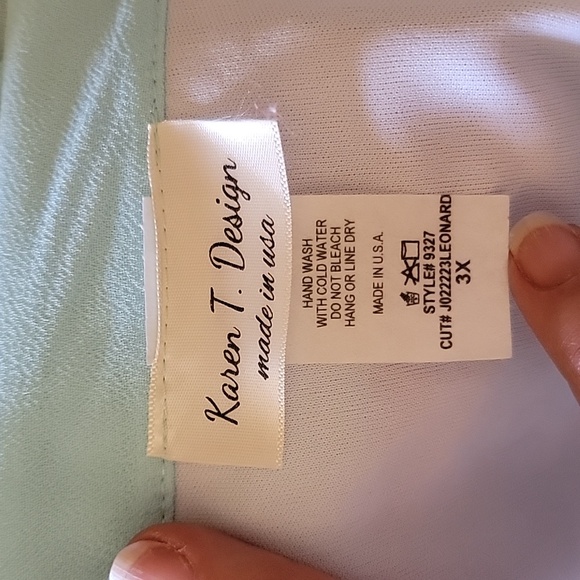 Karen T. Design
made in usa
HAND WASH
WITH COLD WATER
DO NOT BLEACH
HANG OR LINE DRY
MADE IN U.S.A.
STYLE# 9327
CUT# J022223LEONARD
3X